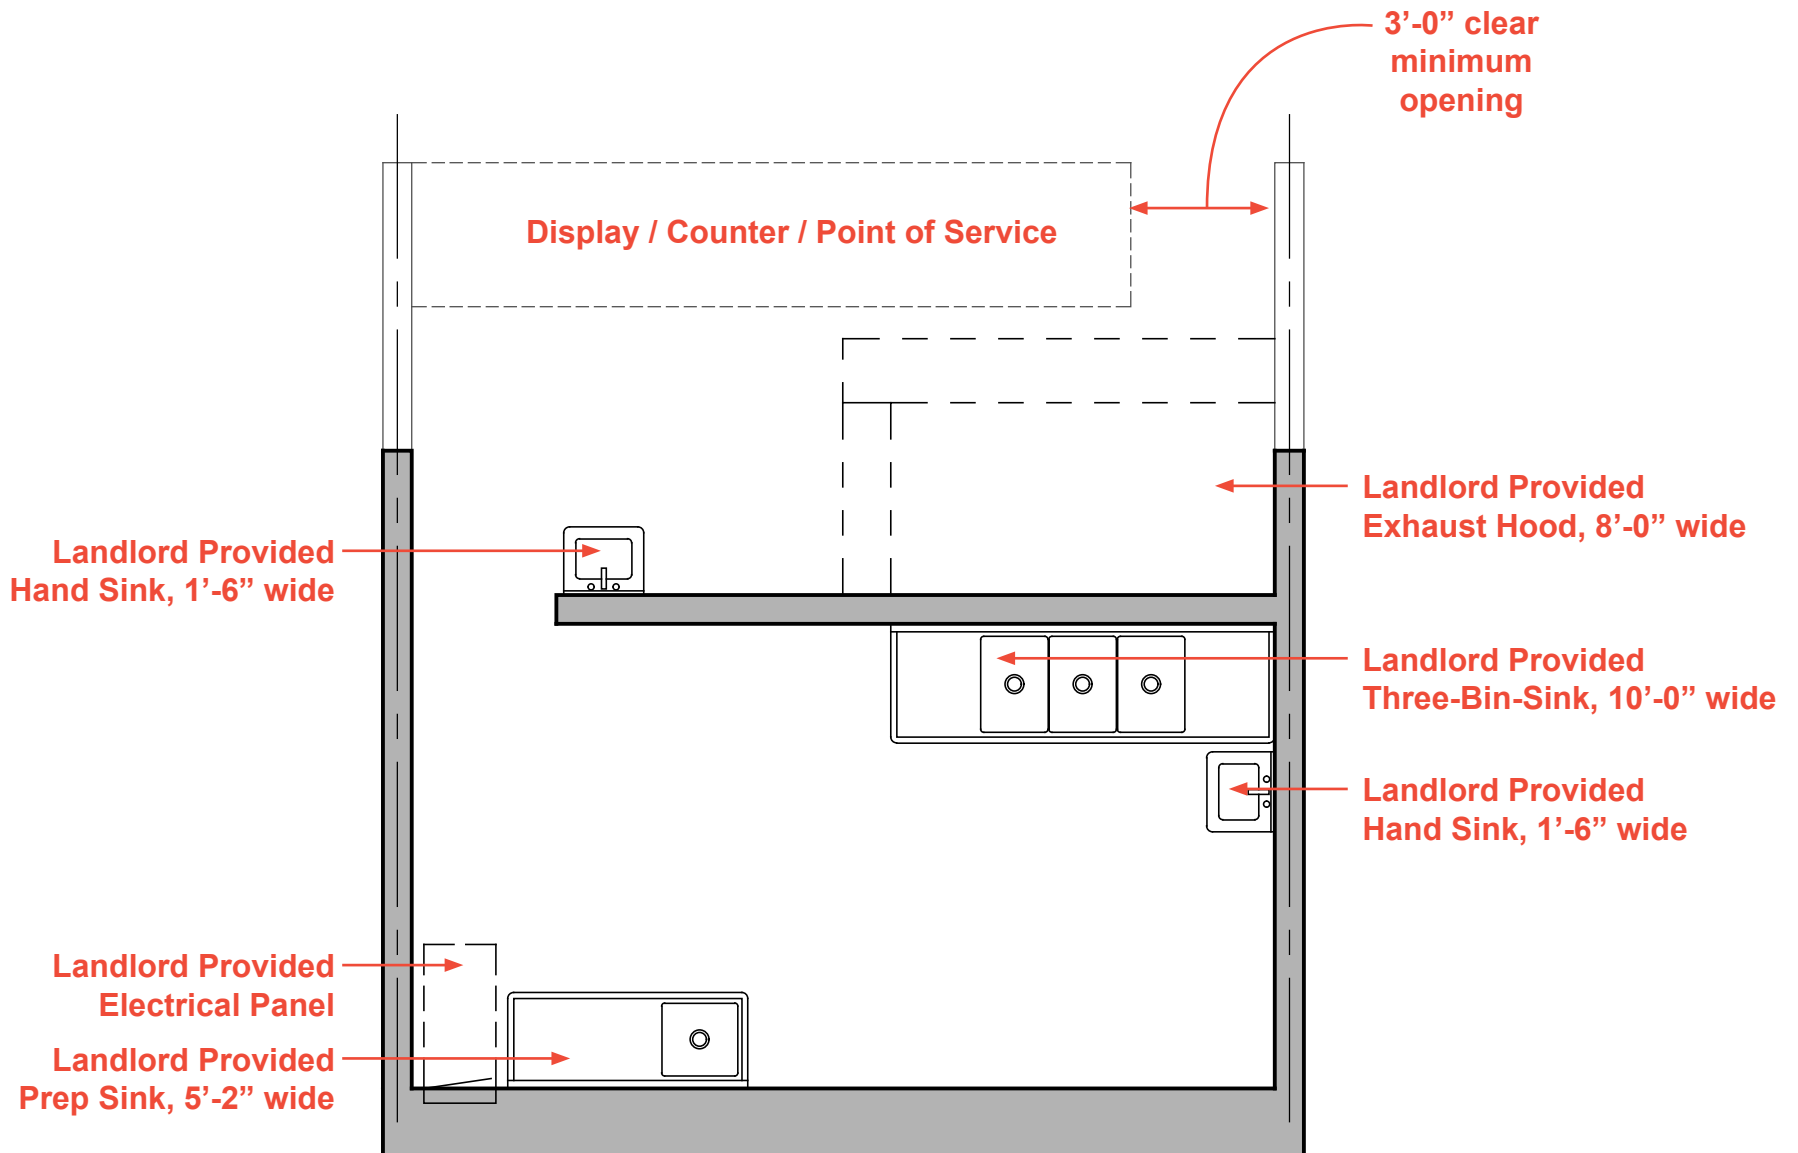 3’-0” clear
minimum
opening
Display / Counter / Point of Service
Landlord Provided
Exhaust Hood, 8’-0” wide
Landlord Provided
Hand Sink, 1’-6” wide
Landlord Provided
Three-Bin-Sink, 10’-0” wide
Landlord Provided
Hand Sink, 1’-6” wide
Landlord Provided
Electrical Panel
Landlord Provided
Prep Sink, 5’-2” wide